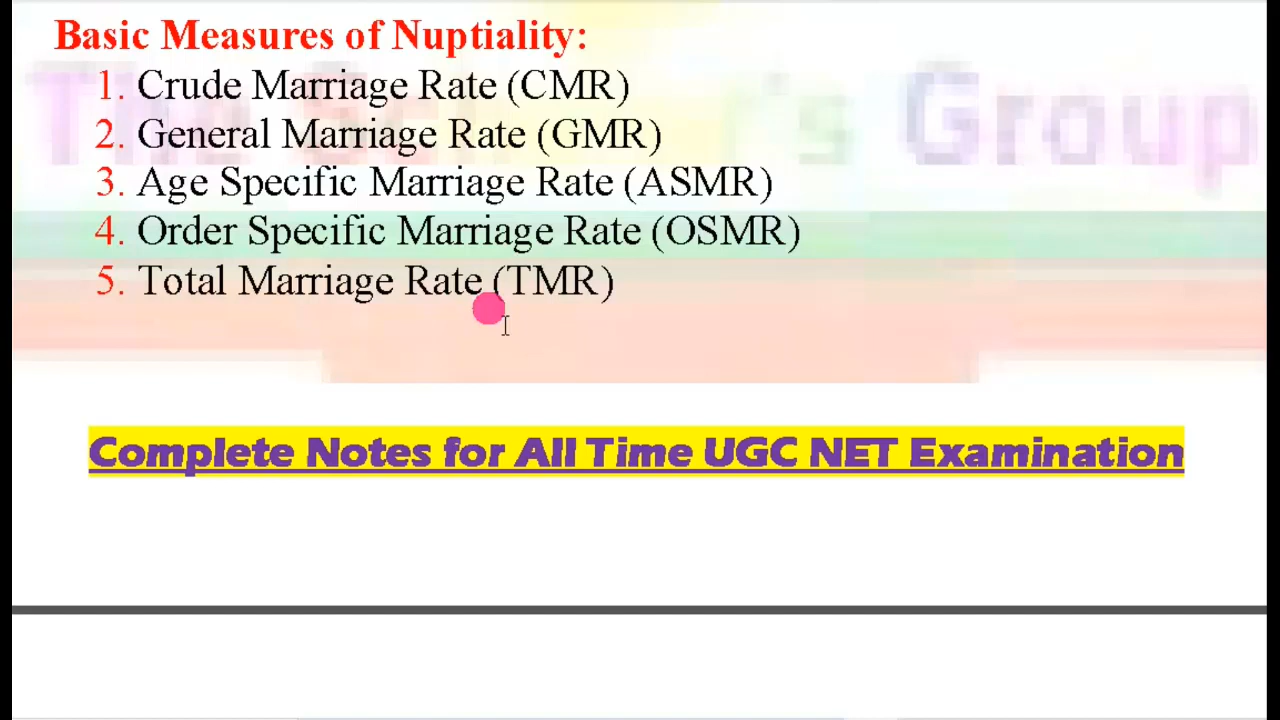 Basic Measures of Nuptiality:
1. Crude Marriage Rate (CMR)
2. General Marriage Rate (GMR)
3. Age Specific Marriage Rate (ASMR)
4. Order Specific Marriage Rate (OSMR)
5. Total Marriage Rate (TMR)
Complete Notes for All Time UGC NET Examination